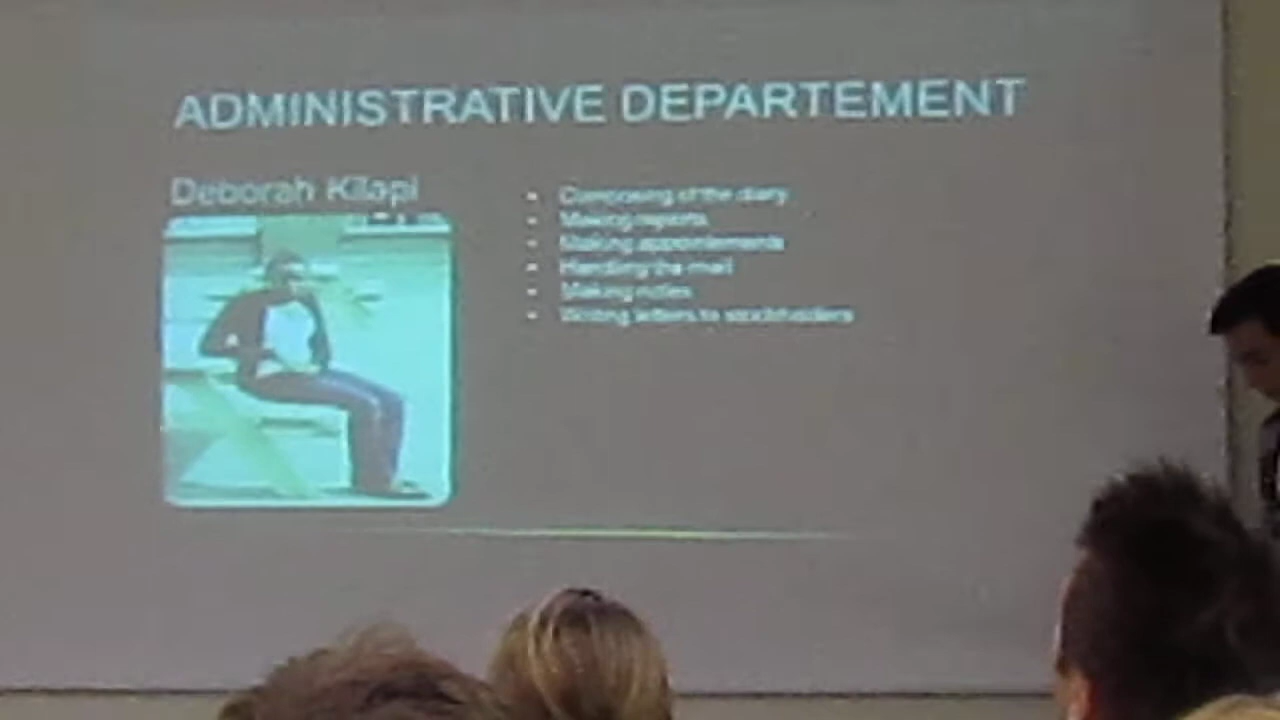 ADMINISTRATIVE DEPARTEMENT
Deborah Kilapi
Composing of the diary
Making reports
Making appointements
Handling the mail
Making notes
Writing letters to stockholders